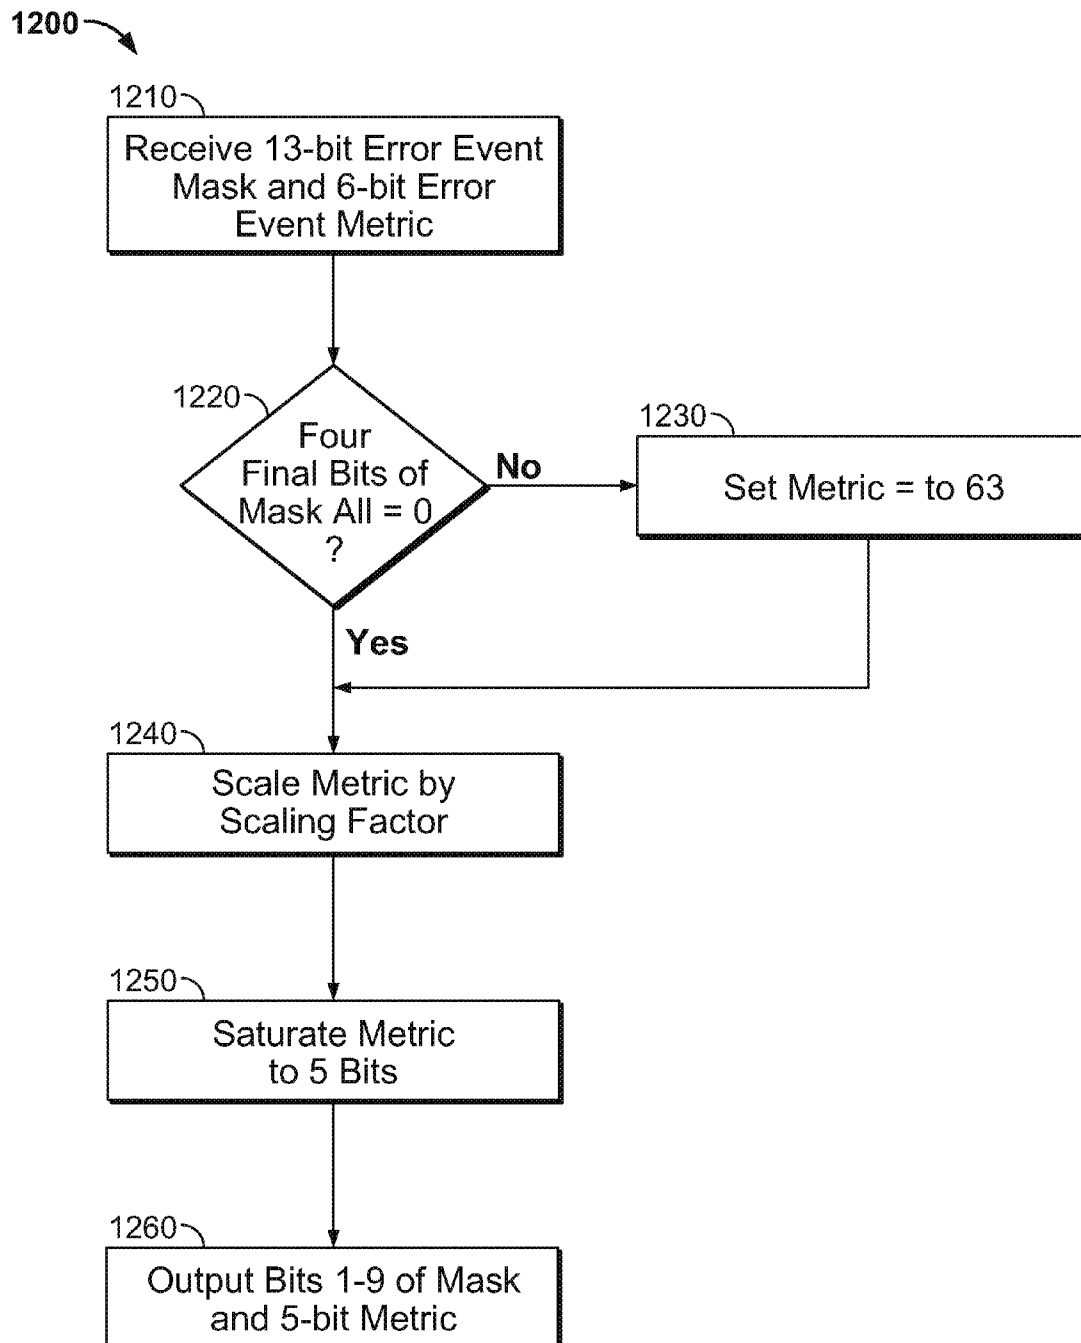 1200
1210
Receive 13-bit Error Event
Mask and 6-bit Error
Event Metric
1220
Four
Final Bits of
Mask All = 0
?
No
1230
Set Metric = to 63
Yes
1240
Scale Metric by
Scaling Factor
1250
Saturate Metric
to 5 Bits
1260
Output Bits 1-9 of Mask
and 5-bit Metric